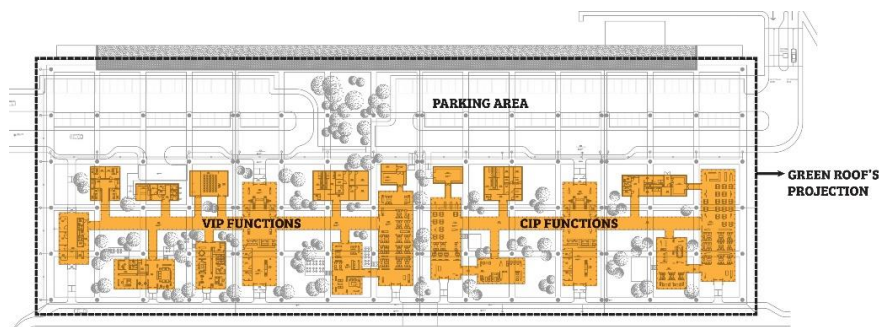 PARKING AREA
GREEN ROOF'S
PROJECTION
VIP FUNCTIONS
CIP FUNCTIONS